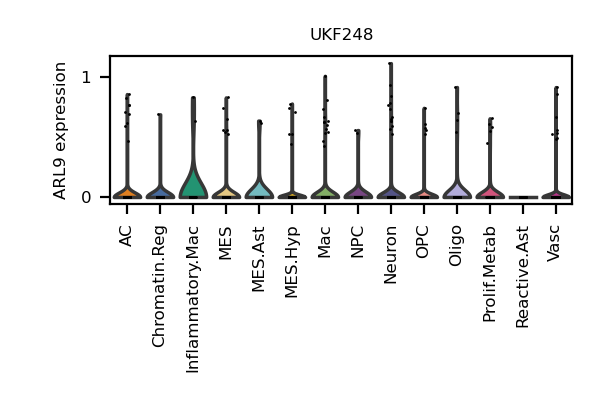 UKF248
ARL9 expression
1
0
AC
Chromatin.Reg
Inflammatory.Mac
MES
MES.Ast
MES.Hyp
Mac
NPC
Neuron
OPC
Oligo
Prolif.Metab
Reactive.Ast
Vasc